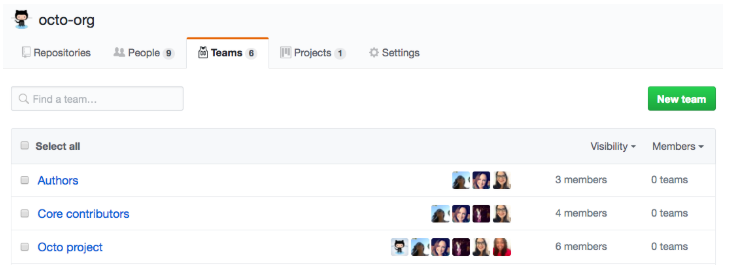 octo-org
Repositories People 9 Teams 6 Projects 1 Settings
Find a team... New team
Select all Visibility Members
Authors 3 members 0 teams
Core contributors 4 members 0 teams
Octo project 6 members 0 teams